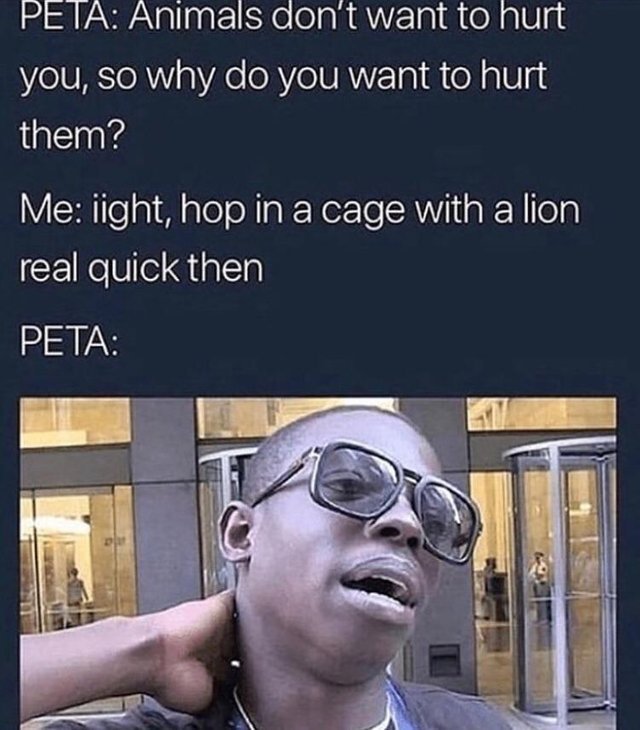 PETA: Animals don't want to hurt
you, so why do you want to hurt
them?
Me: iight, hop in a cage with a lion
real quick then
PETA: